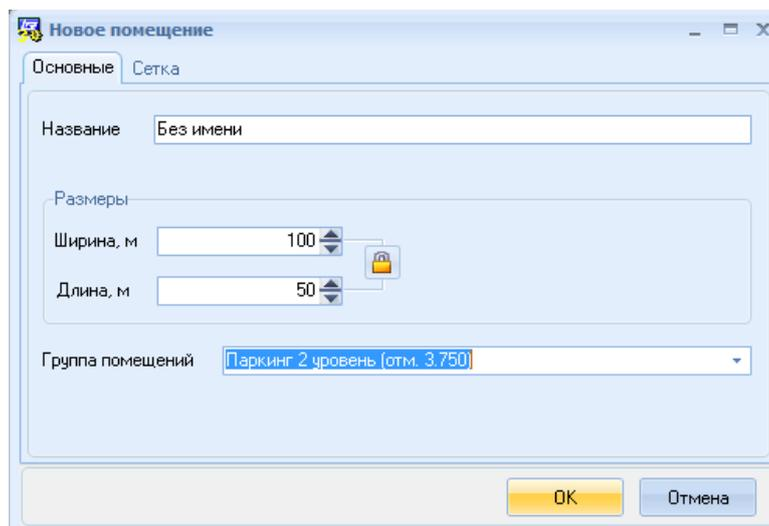 Новое помещение
Основные Сетка
Название Без имени
Размеры
Ширина, м 100
Длина, м 50
Группа помещений Паркинг 2 уровень (отм. 3.750)
OK Отмена